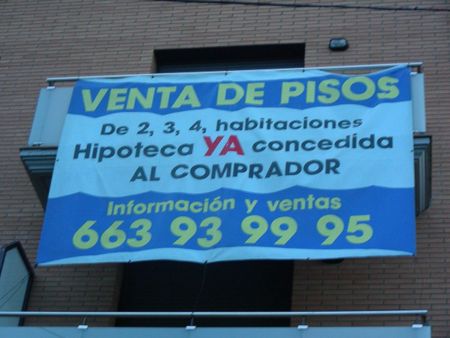 VENTA DE PISOS
De 2, 3, 4, habitaciones
Hipoteca YA concedida
AL COMPRADOR
Información y ventas
663 93 99 95